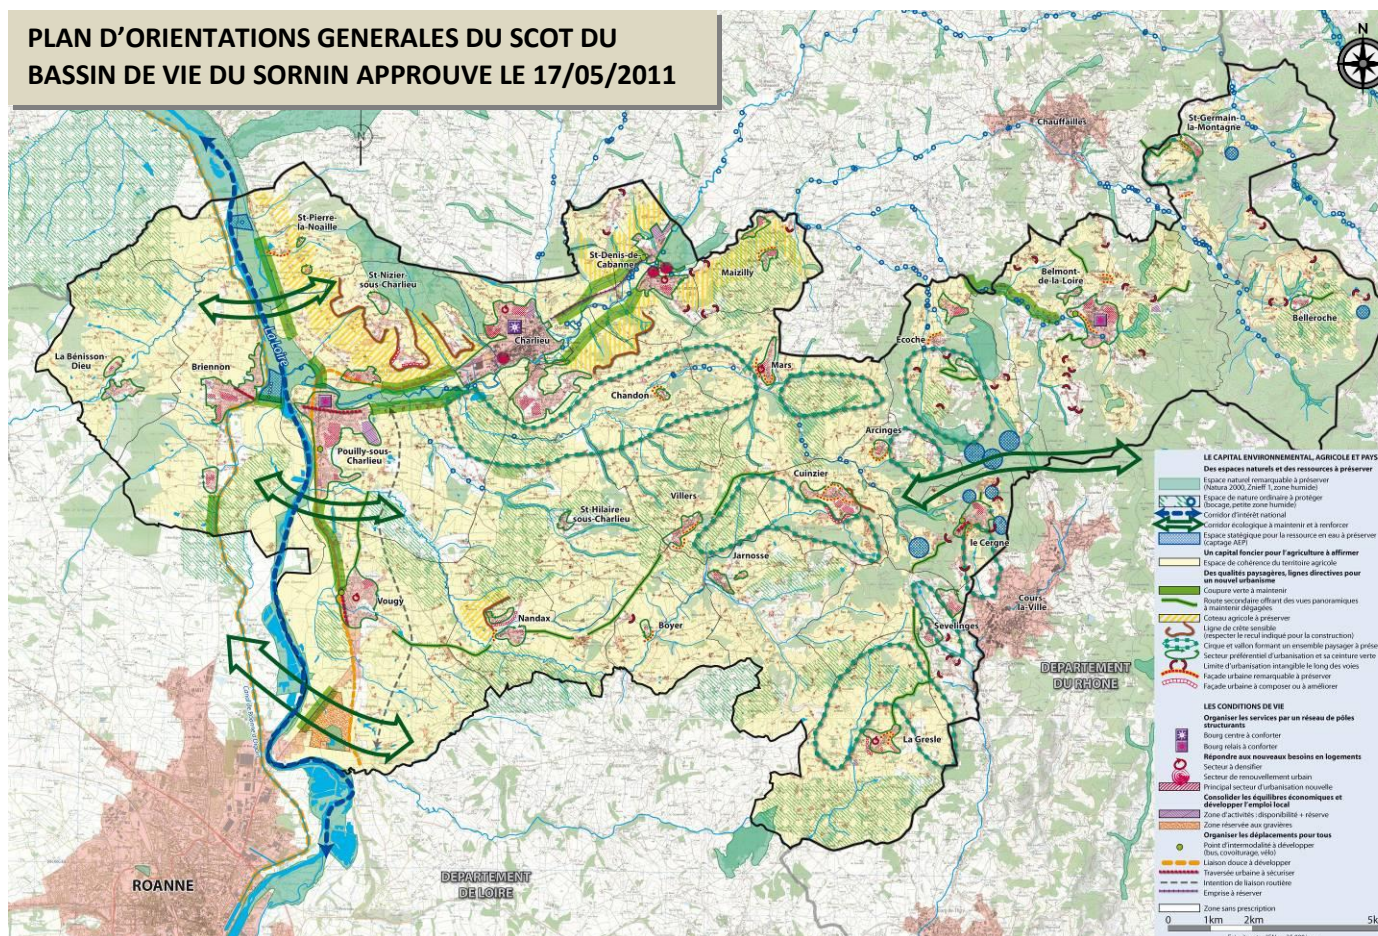 PLAN D'ORIENTATIONS GENERALES DU SCOT DU
BASSIN DE VIE DU SORNIN APPROUVE LE 17/05/2011
N
N
Chauffailles
St-Germain-
la-Montagne
St-Pierre-
la-Noaille
St-Nizier
sous-Charlieu
St-Denis-de-
Cabanne
Maizilly
Belmont-
de-la-Loire
Belleroche
La Loire
Charlieu
Ecoche
La Bénisson-
Dieu
Briennon
Mars
Chandon
Arcinges
Pouilly-sous-
Charlieu
Cuinzier
Villers
St-Hilaire-
sous-Charlieu
Jarnosse
le Cergne
Vougy
Nandax
Boyer
Sevelinges
Cours
la-Ville
DEPARTEMENT
DU RHONE
La Gresle
Canal de Roanne à Digoin
ROANNE
DEPARTEMENT
DE LOIRE
LE CAPITAL ENVIRONNEMENTAL, AGRICOLE ET PAYS
Des espaces naturels et des ressources à préserver
Espace naturel remarquable à préserver
(Natura 2000, Znieff 1, zone humide)
Espace de nature ordinaire à protéger
(bocage, petite zone humide)
Corridor d'intérêt national
Corridor écologique à maintenir et à renforcer
Espace statégique pour la ressource en eau à préserver
(captage AEP)
Un capital foncier pour l'agriculture à affirmer
Espace de cohérence du territoire agricole
Des qualités paysagères, lignes directives pour
un nouvel urbanisme
Coupure verte à maintenir
Route secondaire offrant des vues panoramiques
à maintenir dégagées
Coteau agricole à préserver
Ligne de crête sensible
(respecter le recul indiqué pour la construction)
Cirque et vallon formant un ensemble paysager à prése
Secteur préférentiel d'urbanisation et sa ceinture verte
Limite d'urbanisation intangible le long des voies
Façade urbaine remarquable à préserver
Façade urbaine à composer ou à améliorer
LES CONDITIONS DE VIE
Organiser les services par un réseau de pôles
structurants
Bourg centre à conforter
Bourg relais à conforter
Répondre aux nouveaux besoins en logements
Secteur à densifier
Secteur de renouvellement urbain
Principal secteur d'urbanisation nouvelle
Consolider les équilibres économiques et
développer l'emploi local
Zone d'activités : disponibilité + réserve
Zone réservée aux gravières
Organiser les déplacements pour tous
Point d'intermodalité à développer
(bus, covoiturage, vélo)
Liaison douce à développer
Traversée urbaine à sécuriser
Intention de liaison routière
Emprise à réserver
Zone sans prescription
0 1km 2km 5k